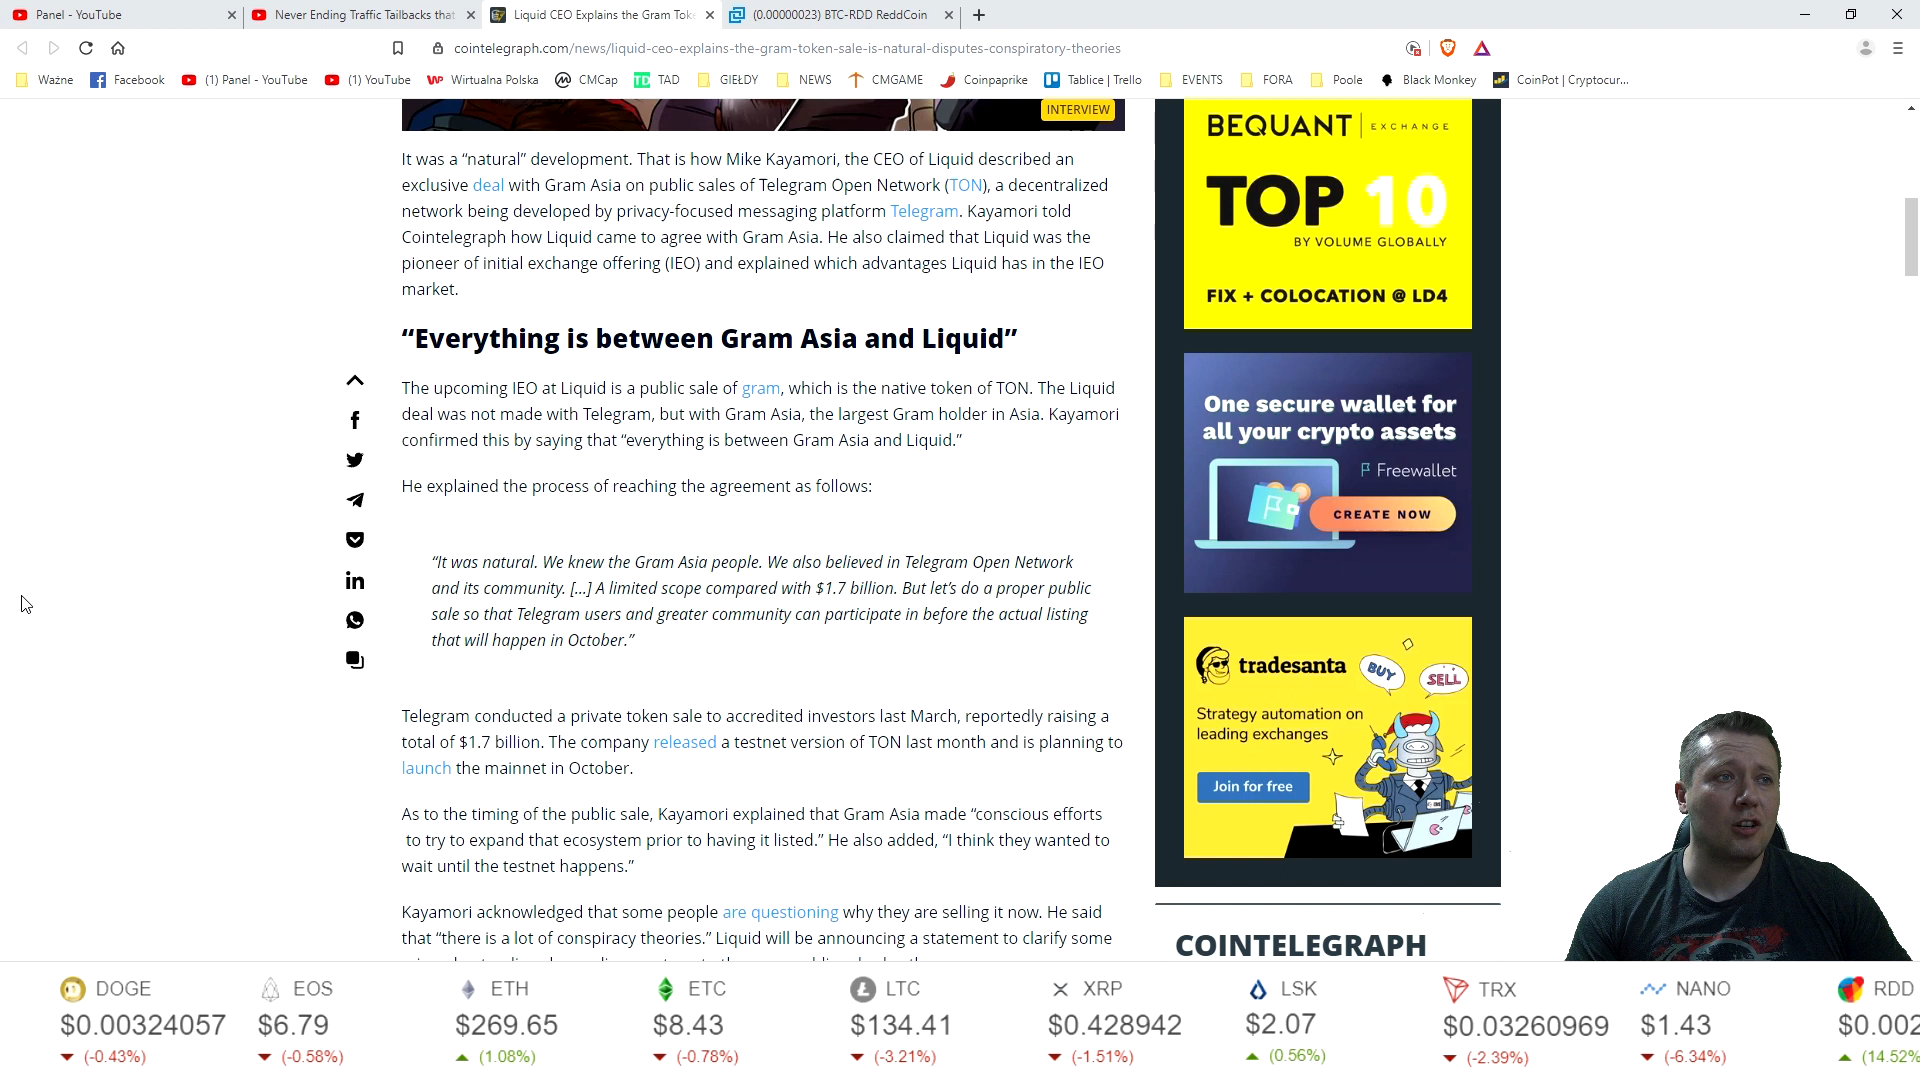 Panel - YouTube
Never Ending Traffic Tailbacks that
Liquid CEO Explains the Gram Toke
(0.00000023) BTC-RDD ReddCoin
cointelegraph.com/news/liquid-ceo-explains-the-gram-token-sale-is-natural-disputes-conspiratory-theories
Ważne
Facebook
(1) Panel - YouTube
(1) YouTube
Wirtualna Polska
CMCap
TAD
GIEŁDY
NEWS
CMGAME
Coinpaprike
Tablice | Trello
EVENTS
FORA
Poole
Black Monkey
CoinPot | Cryptocur...
INTERVIEW
It was a “natural” development. That is how Mike Kayamori, the CEO of Liquid described an
exclusive deal with Gram Asia on public sales of Telegram Open Network (TON), a decentralized
network being developed by privacy-focused messaging platform Telegram. Kayamori told
Cointelegraph how Liquid came to agree with Gram Asia. He also claimed that Liquid was the
pioneer of initial exchange offering (IEO) and explained which advantages Liquid has in the IEO
market.
“Everything is between Gram Asia and Liquid”
The upcoming IEO at Liquid is a public sale of gram, which is the native token of TON. The Liquid
deal was not made with Telegram, but with Gram Asia, the largest Gram holder in Asia. Kayamori
confirmed this by saying that “everything is between Gram Asia and Liquid.”
He explained the process of reaching the agreement as follows:
“It was natural. We knew the Gram Asia people. We also believed in Telegram Open Network
and its community. [...] A limited scope compared with $1.7 billion. But let’s do a proper public
sale so that Telegram users and greater community can participate in before the actual listing
that will happen in October.”
Telegram conducted a private token sale to accredited investors last March, reportedly raising a
total of $1.7 billion. The company released a testnet version of TON last month and is planning to
launch the mainnet in October.
As to the timing of the public sale, Kayamori explained that Gram Asia made “conscious efforts
to try to expand that ecosystem prior to having it listed.” He also added, “I think they wanted to
wait until the testnet happens.”
Kayamori acknowledged that some people are questioning why they are selling it now. He said
that “there is a lot of conspiracy theories.” Liquid will be announcing a statement to clarify some
BEQUANT | EXCHANGE
TOP 10
BY VOLUME GLOBALLY
FIX + COLOCATION @ LD4
One secure wallet for
all your crypto assets
Freewallet
CREATE NOW
tradesanta
BUY
SELL
Strategy automation on
leading exchanges
Join for free
COINTELEGRAPH
DOGE
$0.00324057
(-0.43%)
EOS
$6.79
(-0.58%)
ETH
$269.65
(1.08%)
ETC
$8.43
(-0.78%)
LTC
$134.41
(-3.21%)
XRP
$0.428942
(-1.51%)
LSK
$2.07
(0.56%)
TRX
$0.03260969
(-2.39%)
NANO
$1.43
(-6.34%)
RDD
$0.002
(14.52%